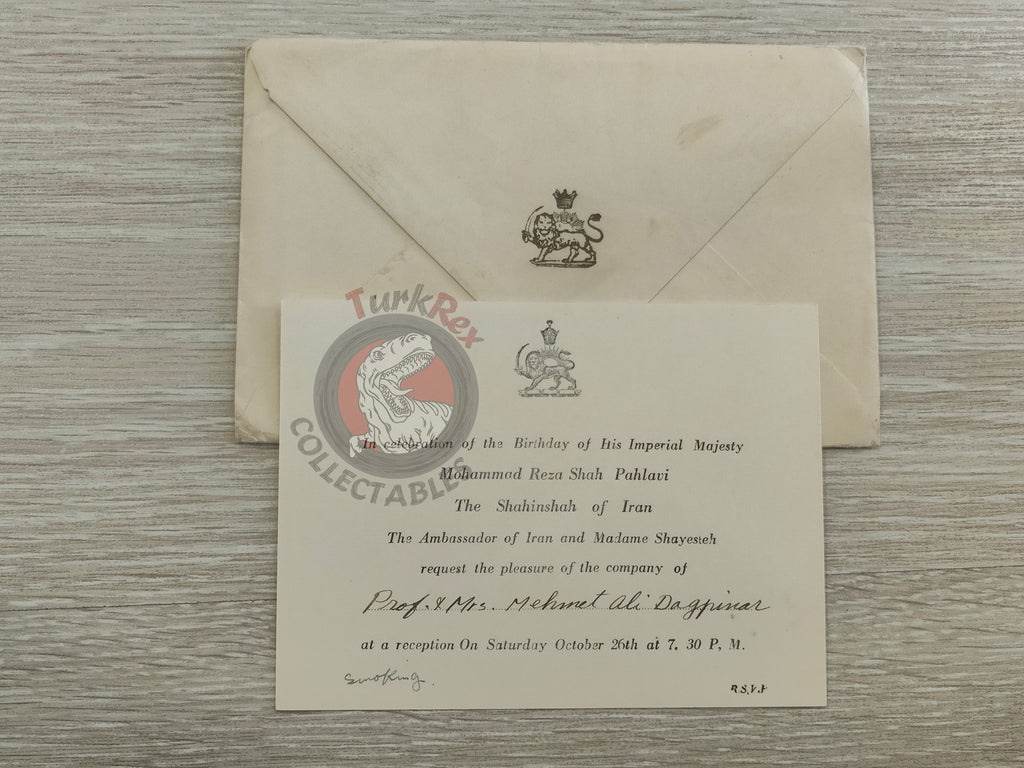 TurkRex
COLLECTABLES
In celebration of the Birthday of His Imperial Majesty
Mohammad Reza Shah Pahlavi
The Shahinshah of Iran
The Ambassador of Iran and Madame Shayesteh
request the pleasure of the company of
Prof. & Mrs. Mehmet Ali Dagpinar
at a reception On Saturday October 26th at 7. 30 P, M.
Smoking.
R.S.V.P